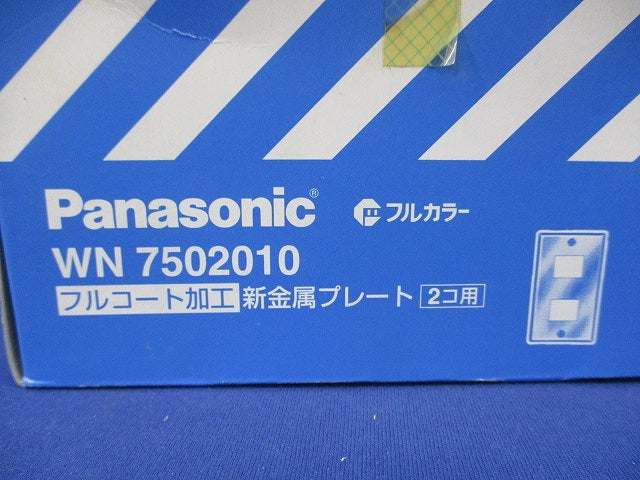 Panasonic® フルカラー
WN 7502010
フルコート加工 新金属プレート 2コ用